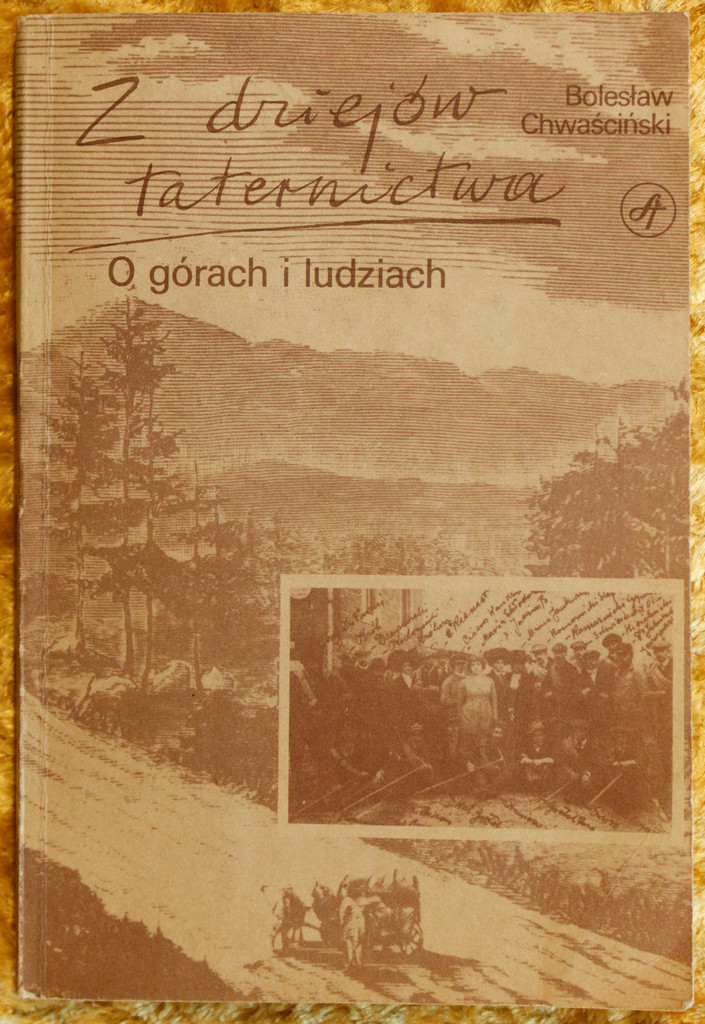 Z dziejów
taternictwa
Bolesław
Chwaściński
O górach i ludziach